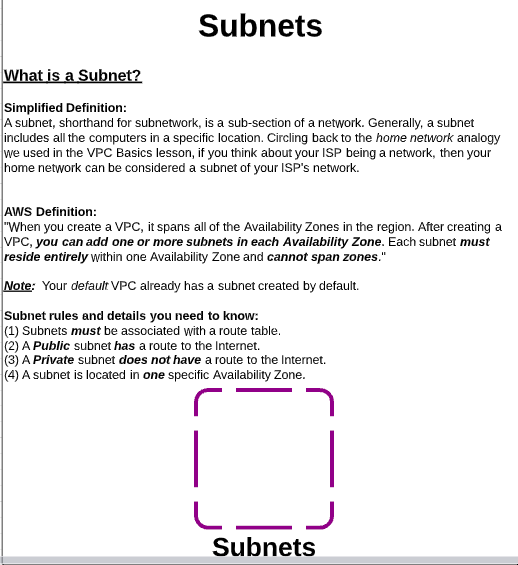 Subnets
What is a Subnet?
Simplified Definition:
A subnet, shorthand for subnetwork, is a sub-section of a network. Generally, a subnet
includes all the computers in a specific location. Circling back to the home network analogy
we used in the VPC Basics lesson, if you think about your ISP being a network, then your
home network can be considered a subnet of your ISP's network.
AWS Definition:
"When you create a VPC, it spans all of the Availability Zones in the region. After creating a
VPC, you can add one or more subnets in each Availability Zone. Each subnet must
reside entirely within one Availability Zone and cannot span zones."
Note: Your default VPC already has a subnet created by default.
Subnet rules and details you need to know:
(1) Subnets must be associated with a route table.
(2) A Public subnet has a route to the Internet.
(3) A Private subnet does not have a route to the Internet.
(4) A subnet is located in one specific Availability Zone.
Subnets